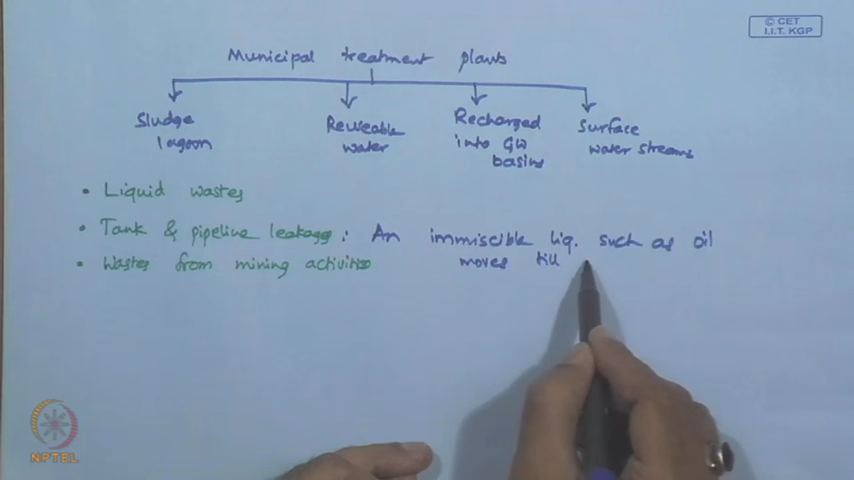 © CET
I.I.T. KGP
Municipal treatment plants
Sludge lagoon
Reuseable water
Recharged into GW basins
Surface water streams
• Liquid wastes
• Tank & pipeline leakage : An immiscible liq. such as oil
moves till
• Wastes from mining activities
NPTEL